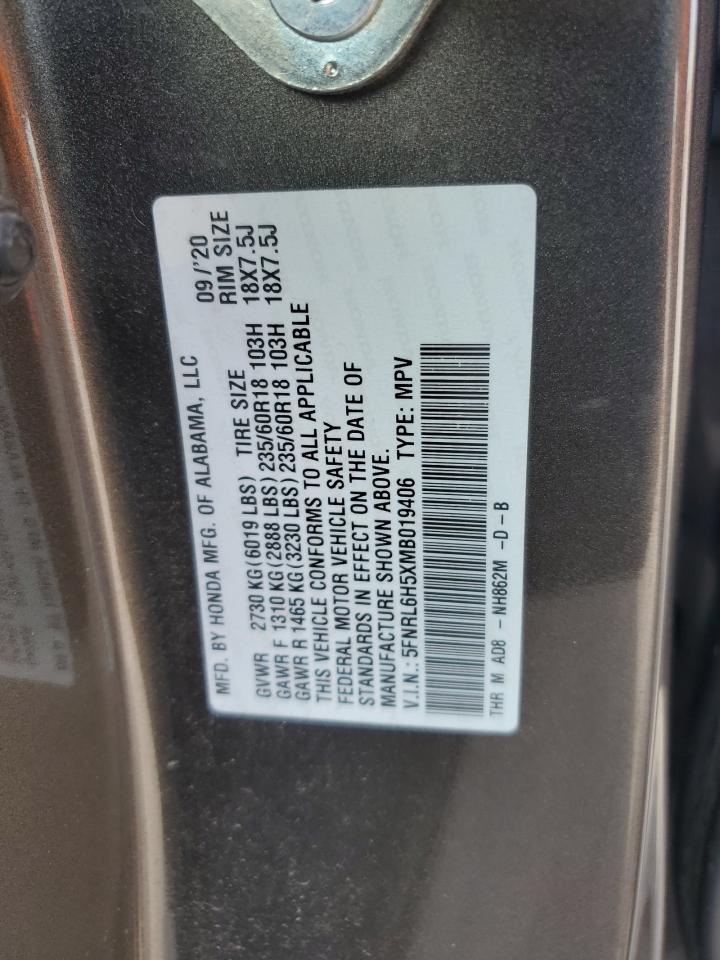 MFD. BY HONDA MFG. OF ALABAMA, LLC 09/'20
GVWR 2730 KG(6019 LBS) TIRE SIZE RIM SIZE
GAWR F 1310 KG(2888 LBS) 235/60R18 103H 18X7.5J
GAWR R 1465 KG(3230 LBS) 235/60R18 103H 18X7.5J
THIS VEHICLE CONFORMS TO ALL APPLICABLE
FEDERAL MOTOR VEHICLE SAFETY
STANDARDS IN EFFECT ON THE DATE OF
MANUFACTURE SHOWN ABOVE.
V.I.N.: 5FNRL6H5XMB019406 TYPE: MPV
THR M AD8 - NH862M -D-B